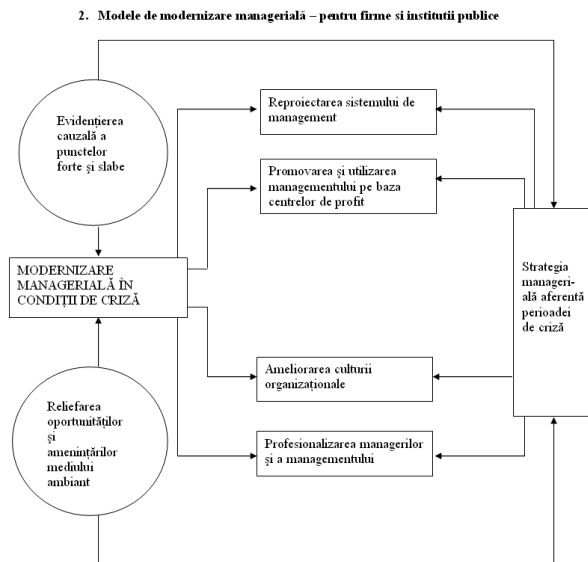 2. Modele de modernizare managerială – pentru firme si institutii publice
Evidențierea
cauzală a
punctelor
forte și slabe
Reproiectarea sistemului de
management
Promovarea și utilizarea
managementului pe baza
centrelor de profit
MODERNIZARE
MANAGERIALĂ ÎN
CONDIȚII DE CRIZĂ
Strategia
manageri-
ală aferentă
perioadei
de criză
Ameliorarea culturii
organizaționale
Reliefarea
oportunităților
și
amenințărilor
mediului
ambiant
Profesionalizarea managerilor
și a managementului